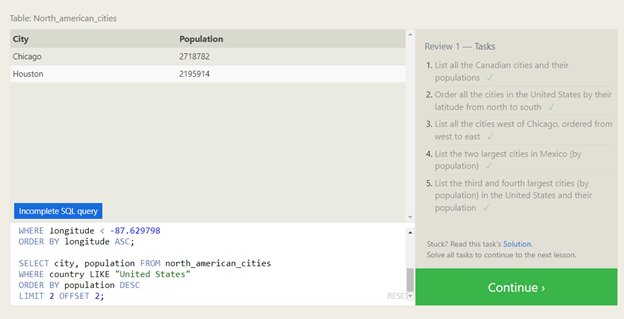 Table: North_american_cities
City Population
Chicago 2718782
Houston 2195914
Incomplete SQL query
WHERE longitude < -87.629798
ORDER BY longitude ASC;
SELECT city, population FROM north_american_cities
WHERE country LIKE "United States"
ORDER BY population DESC
LIMIT 2 OFFSET 2;
RESET
Review 1 — Tasks
1. List all the Canadian cities and their
populations ✓
2. Order all the cities in the United States by their
latitude from north to south ✓
3. List all the cities west of Chicago, ordered from
west to east ✓
4. List the two largest cities in Mexico (by
population) ✓
5. List the third and fourth largest cities (by
population) in the United States and their
population ✓
Stuck? Read this task's Solution.
Solve all tasks to continue to the next lesson.
Continue ›